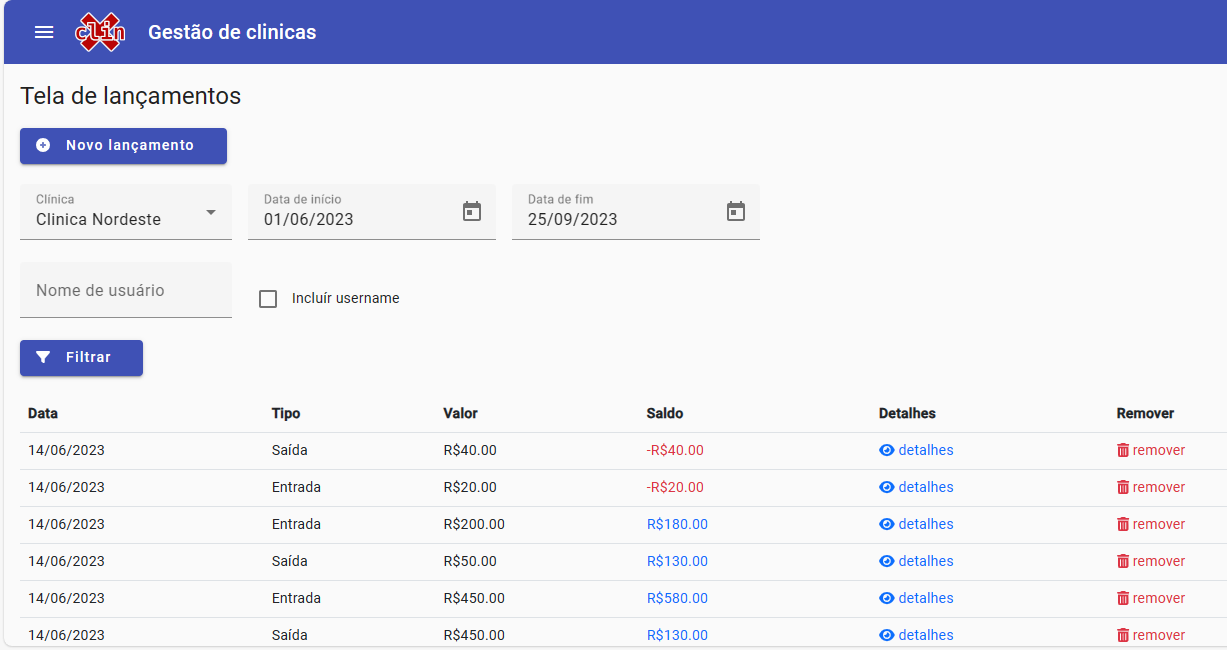 clin
Gestão de clinicas
Tela de lançamentos
Novo lançamento
Clínica
Clinica Nordeste
Data de início
01/06/2023
Data de fim
25/09/2023
Nome de usuário
Incluír username
Filtrar
Data Tipo Valor Saldo Detalhes Remover
14/06/2023 Saída R$40.00 -R$40.00 detalhes remover
14/06/2023 Entrada R$20.00 -R$20.00 detalhes remover
14/06/2023 Entrada R$200.00 R$180.00 detalhes remover
14/06/2023 Saída R$50.00 R$130.00 detalhes remover
14/06/2023 Entrada R$450.00 R$580.00 detalhes remover
14/06/2023 Saída R$450.00 R$130.00 detalhes remover